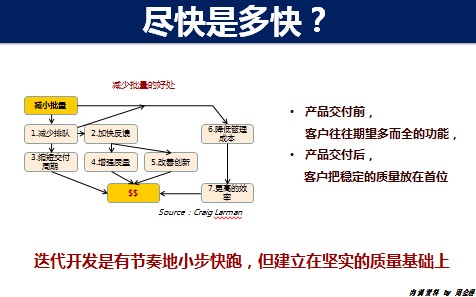 尽快是多快？
减少批量的好处
减小批量
1.减少排队
2.加快反馈
6.降低管理
成本
3.缩短交付
周期
4.增强质量
5.改善创新
$$
7.更高的效
率
Source：Craig Larman
• 产品交付前，
客户往往期望多而全的功能，
• 产品交付后，
客户把稳定的质量放在首位
迭代开发是有节奏地小步快跑，但建立在坚实的质量基础上
内训资料 by